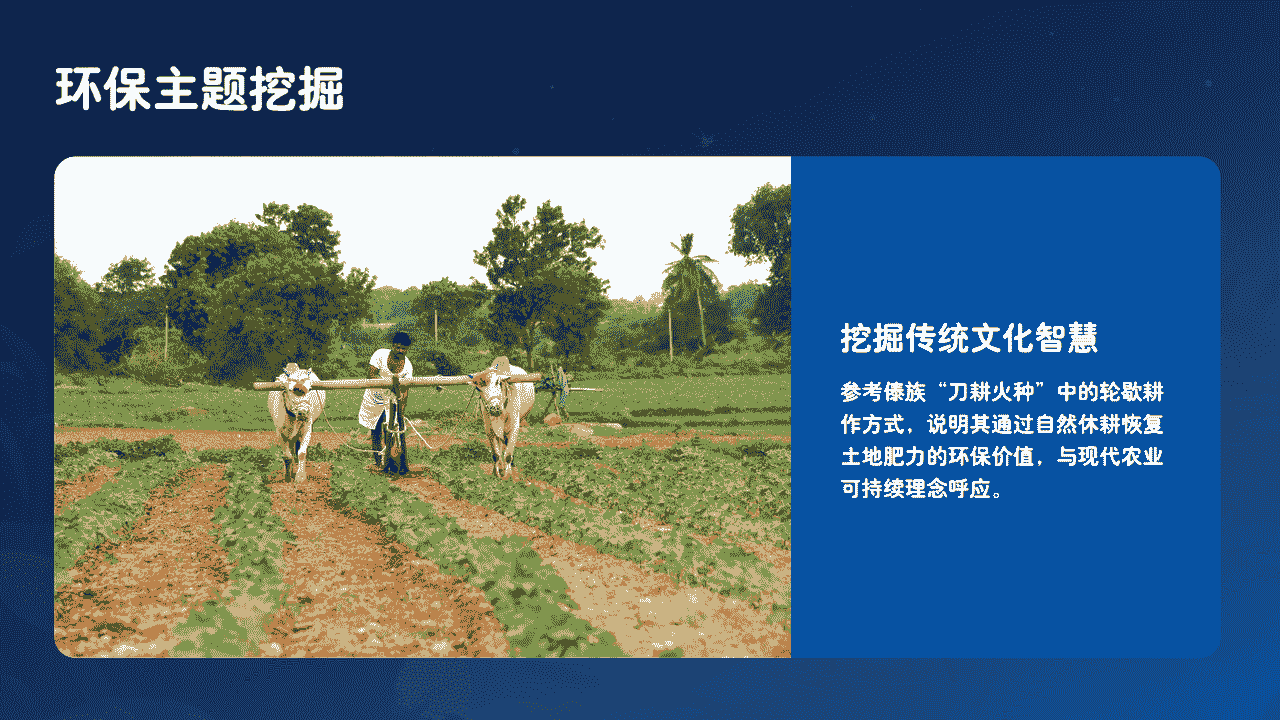 环保主题挖掘
挖掘传统文化智慧
参考傣族“刀耕火种”中的轮歇耕
作方式，说明其通过自然休耕恢复
土地肥力的环保价值，与现代农业
可持续理念呼应。